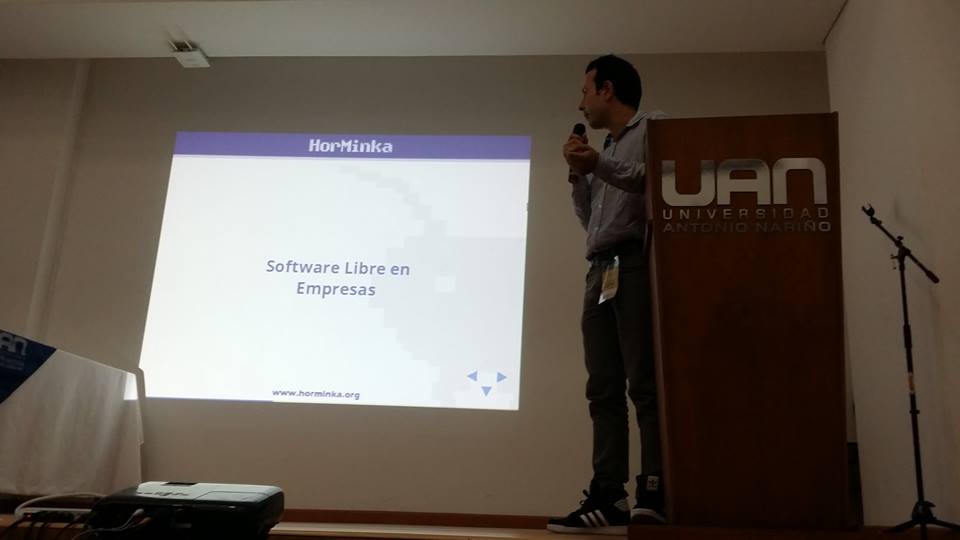 HorMinka
Software Libre en
Empresas
www.horminka.org
UAN
UNIVERSIDAD
ANTONIO NARIÑO